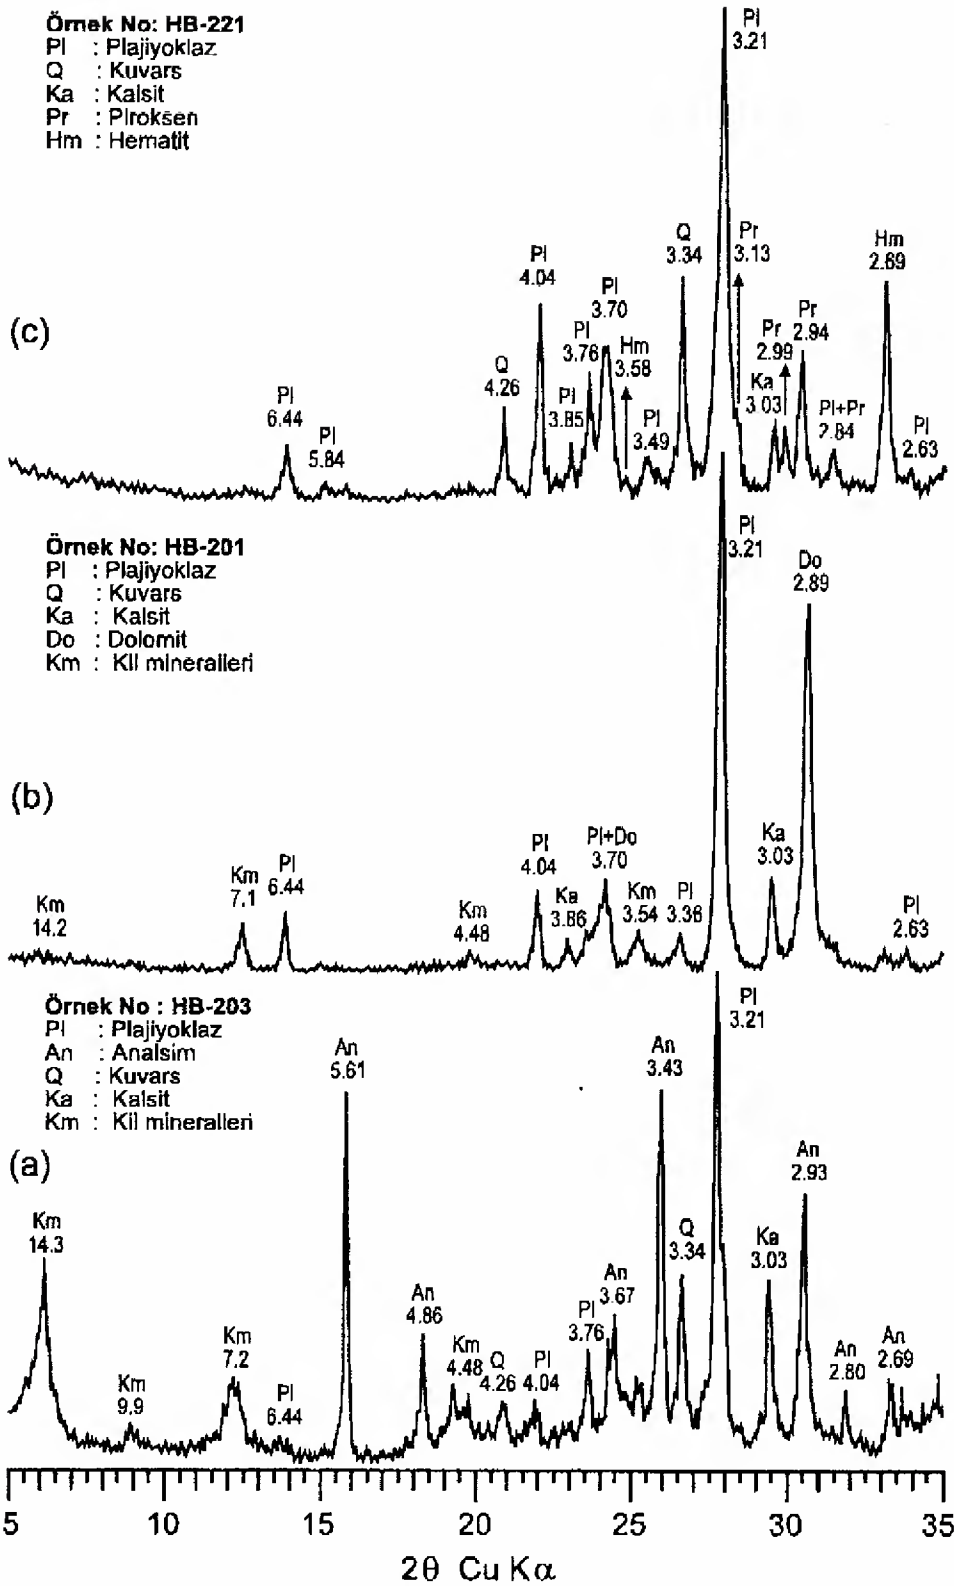 Örnek No: HB-221
Pl : Plajiyoklaz
Q : Kuvars
Ka : Kalsit
Pr : Piroksen
Hm : Hematit
(c)
Pl
6.44
Pl
5.84
Q
4.26
Pl
4.04
Pl
3.85
Pl
3.76
Pl
3.70
Hm
3.58
Pl
3.49
Q
3.34
Pl
3.21
Pr
3.13
Ka
3.03
Pr
2.99
Pr
2.94
Pl+Pr
2.84
Hm
2.69
Pl
2.63
Örnek No: HB-201
Pl : Plajiyoklaz
Q : Kuvars
Ka : Kalsit
Do : Dolomit
Km : Kil mineralleri
(b)
Km
14.2
Km
7.1
Pl
6.44
Km
4.48
Pl
4.04
Ka
3.86
Pl+Do
3.70
Km
3.54
Pl
3.36
Pl
3.21
Ka
3.03
Do
2.89
Pl
2.63
Örnek No : HB-203
Pl : Plajiyoklaz
An : Analsim
Q : Kuvars
Ka : Kalsit
Km : Kil mineralleri
(a)
Km
14.3
Km
9.9
Km
7.2
Pl
6.44
An
5.61
An
4.86
Km
4.48
Q
4.26
Pl
4.04
Pl
3.76
An
3.67
An
3.43
Q
3.34
Pl
3.21
Ka
3.03
An
2.93
An
2.80
An
2.69
5 10 15 20 25 30 35
2θ Cu Kα